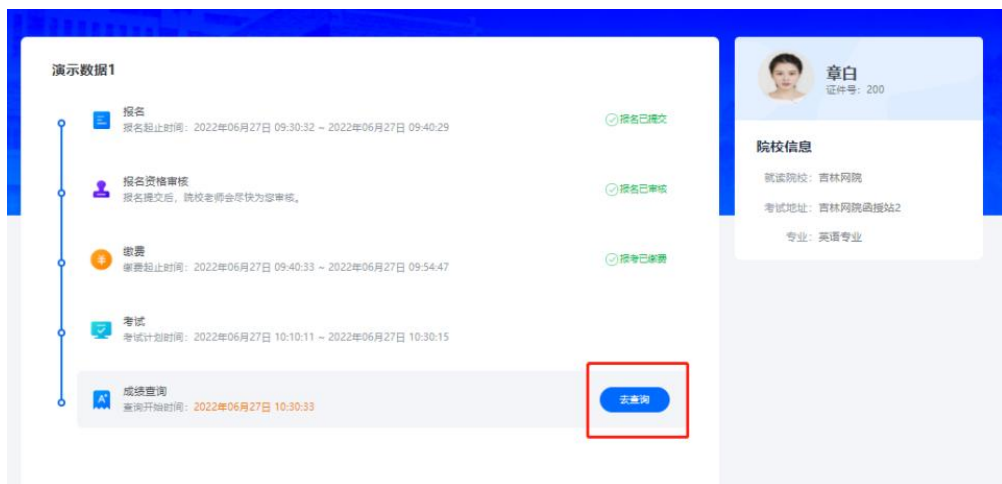 演示数据1
报名
报名起止时间：2022年06月27日 09:30:32 ~ 2022年06月27日 09:40:29
报名已提交
报名资格审核
报名提交后，院校老师会尽快为您审核。
报名已审核
缴费
缴费起止时间：2022年06月27日 09:40:33 ~ 2022年06月27日 09:54:47
报考已缴费
考试
考试计划时间：2022年06月27日 10:10:11 ~ 2022年06月27日 10:30:15
成绩查询
查询开始时间：2022年06月27日 10:30:33
去查询
章白
证件号：200
院校信息
就读院校：吉林网院
考试地址：吉林网院函授站2
专业：英语专业